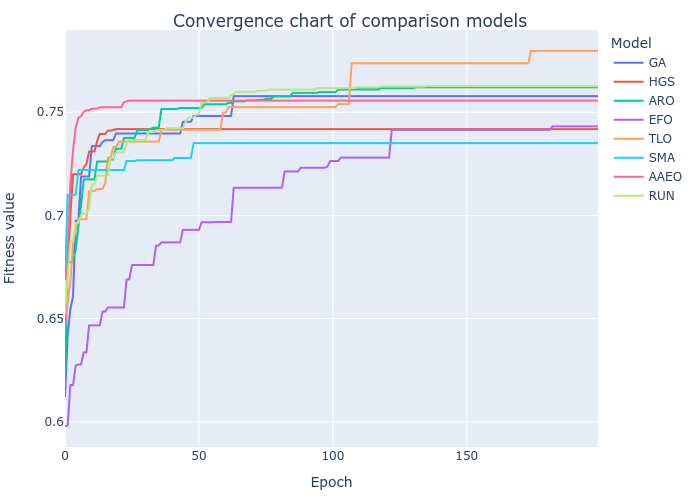 Convergence chart of comparison models
Model
GA
HGS
ARO
EFO
TLO
SMA
AAEO
RUN
Fitness value
0.75
0.7
0.65
0.6
0
50
100
150
Epoch